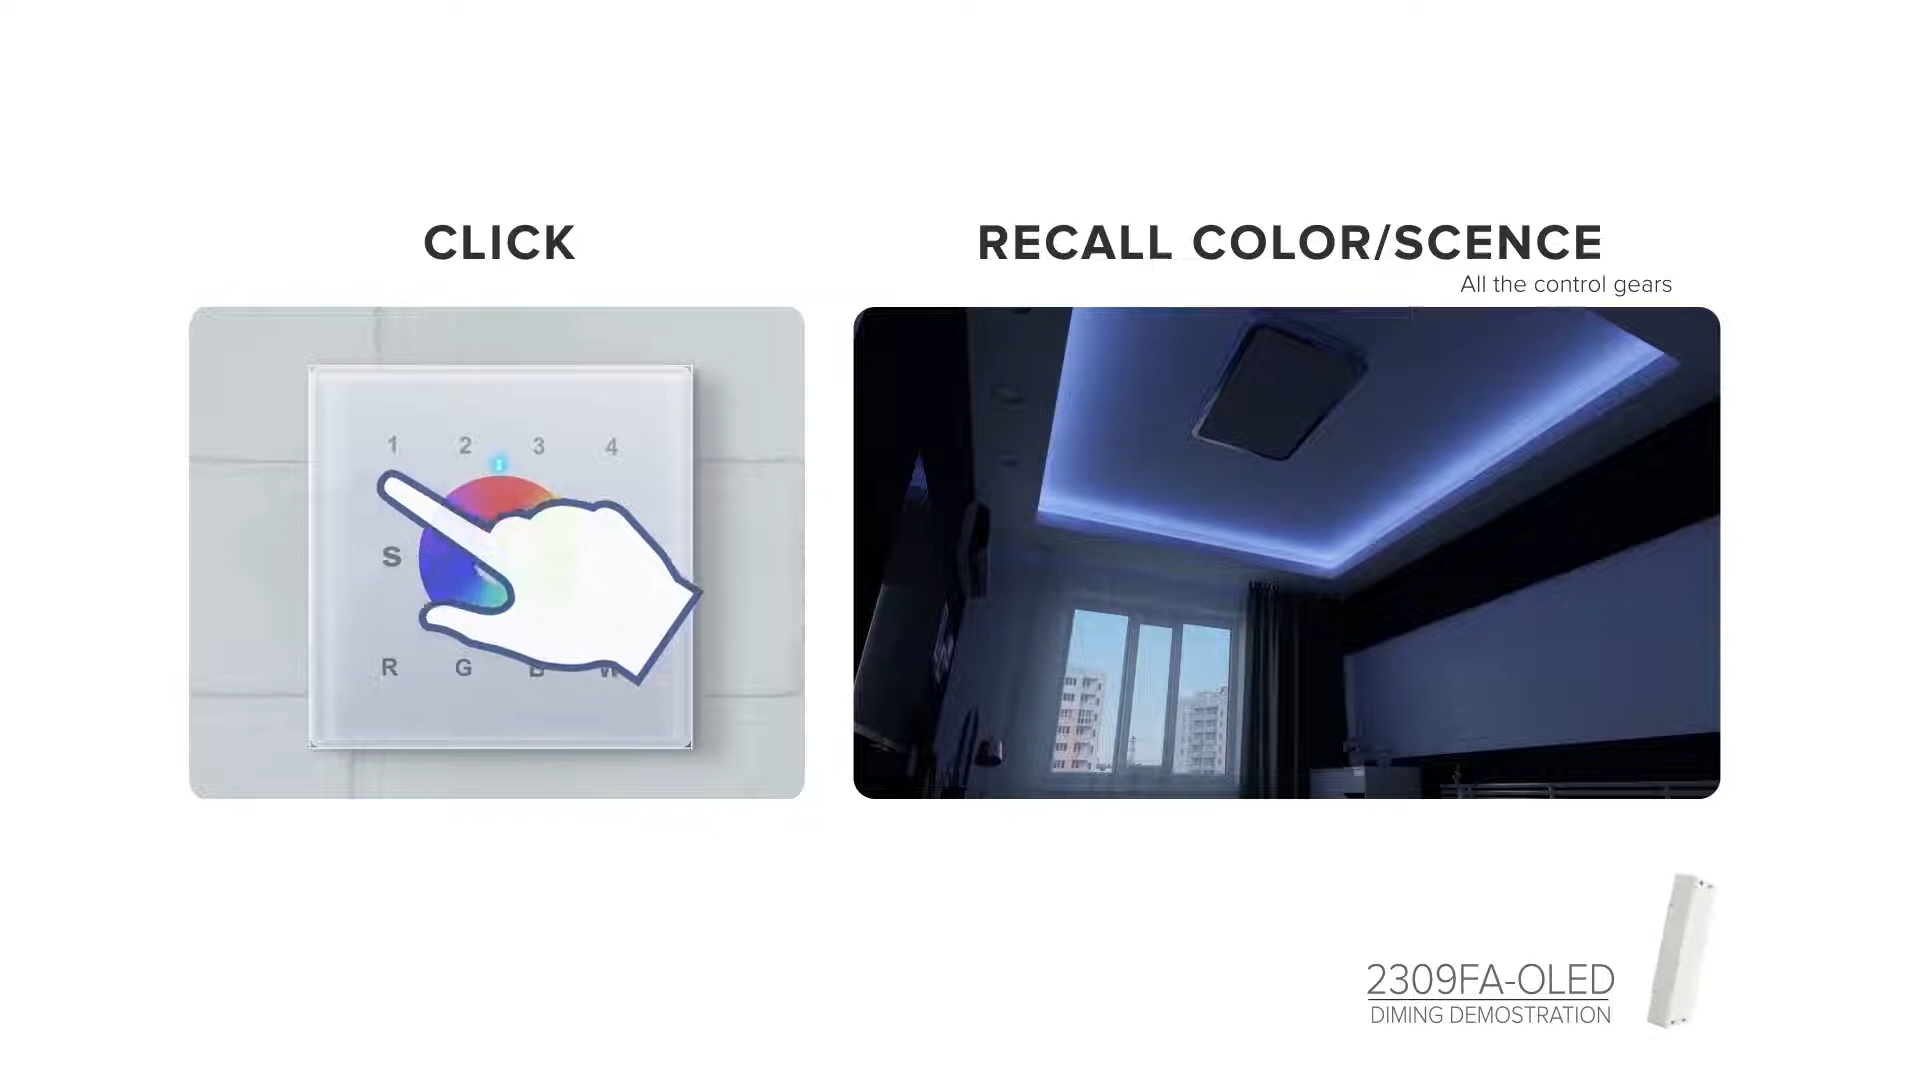 CLICK
RECALL COLOR/SCENCE
All the control gears
1 2 3 4
S
R G B W
2309FA-OLED
DIMING DEMOSTRATION